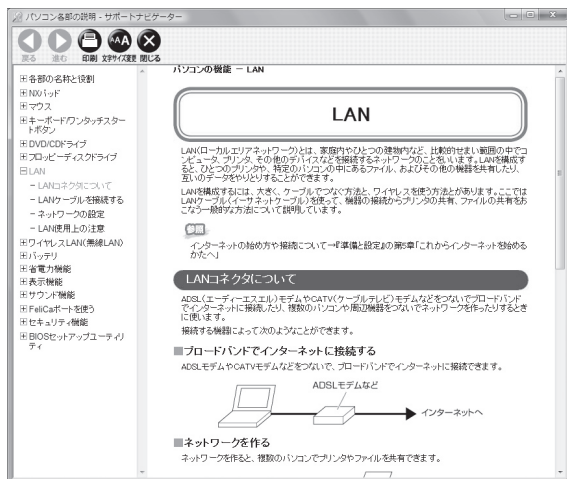 パソコン各部の説明 - サポートナビゲーター
戻る 進む 印刷 文字サイズ変更 閉じる
各部の名称と役割
NXパッド
マウス
キーボード/ワンタッチスター
トボタン
DVD/CDドライブ
フロッピーディスクドライブ
LAN
- LANコネクタについて
- LANケーブルを接続する
- ネットワークの設定
- LAN使用上の注意
ワイヤレスLAN(無線LAN)
バッテリ
省電力機能
表示機能
サウンド機能
FeliCaポートを使う
セキュリティ機能
BIOSセットアップユーティリ
ティ
パソコンの機能 － LAN
LAN
LAN(ローカルエリアネットワーク)とは、家庭内やひとつの建物内など、比較的せまい範囲の中でコ
ンピュータ、プリンタ、その他のデバイスなどを接続するネットワークのことをいいます。LANを構成す
ると、ひとつのプリンタや、特定のパソコンの中にあるファイル、およびその他の機器を共有したり、
互いのデータをやりとりすることができます。
LANを構成するには、大きく、ケーブルでつなぐ方法と、ワイヤレスを使う方法とがあります。ここでは
LANケーブル(イーサネットケーブル)を使って、機器の接続からプリンタの共有、ファイルの共有をお
こなう一般的な方法について説明しています。
参照
インターネットの始め方や接続について→『準備と設定』の第5章「これからインターネットを始める
かたへ」
LANコネクタについて
ADSL(エーディーエスエル)モデムやCATV(ケーブルテレビ)モデムなどをつないでブロードバンド
でインターネットに接続したり、複数のパソコンや周辺機器をつないでネットワークを作ったりするとき
に使います。
接続する機器によって次のようなことができます。
■ブロードバンドでインターネットに接続する
ADSLモデムやCATVモデムなどをつないで、ブロードバンドでインターネットに接続できます。
ADSLモデムなど
インターネットへ
■ネットワークを作る
ネットワークを作ると、複数のパソコンでプリンタやファイルを共有できます。